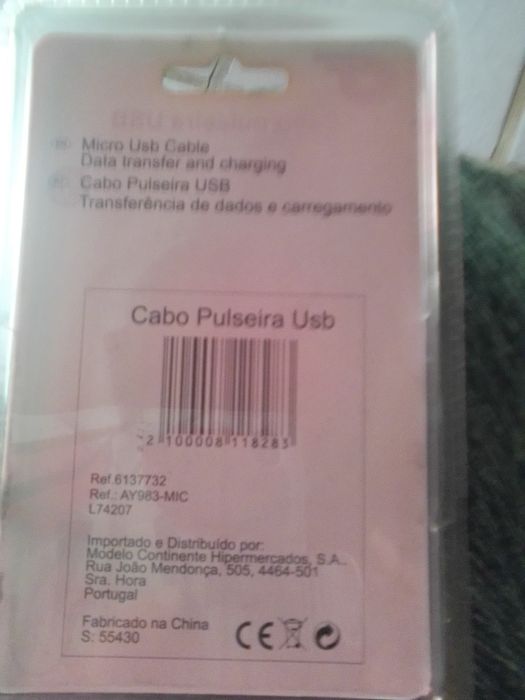 Micro Usb Cable
Data transfer and charging
Cabo Pulseira USB
Transferência de dados e carregamento
Cabo Pulseira Usb
2 100008 118283
Ref.6137732
Ref.: AY983-MIC
L74207
Importado e Distribuído por:
Modelo Continente Hipermercados, S.A..
Rua João Mendonça, 505, 4464-501
Sra. Hora
Portugal
Fabricado na China
S: 55430
CE